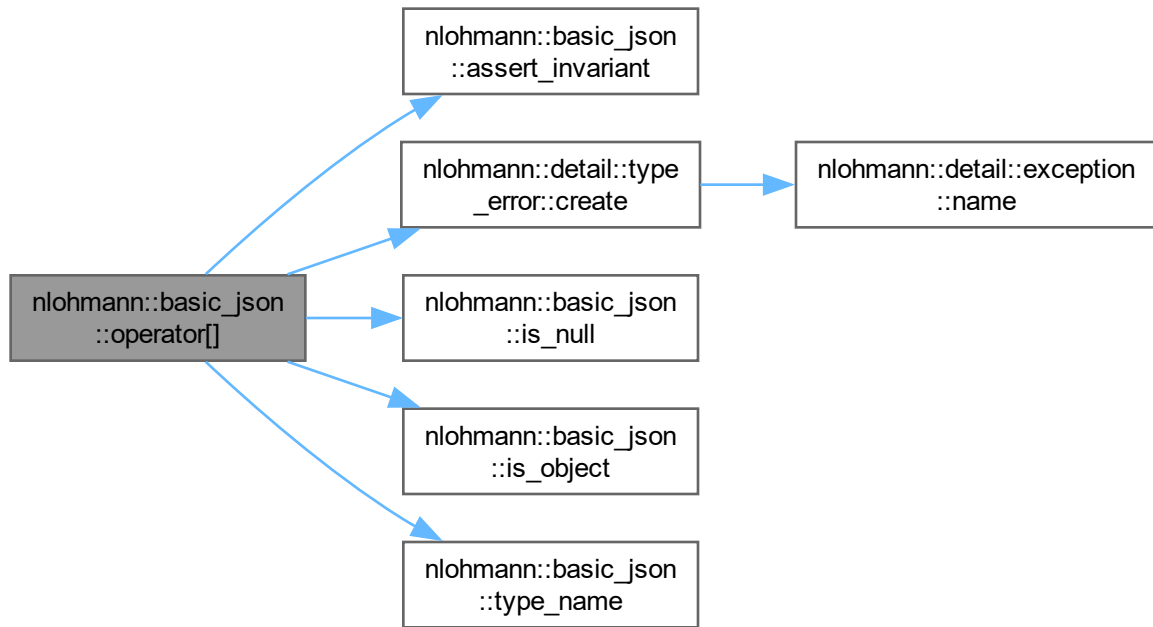 nlohmann::basic_json
::assert_invariant
nlohmann::detail::type
_error::create
nlohmann::detail::exception
::name
nlohmann::basic_json
::operator[]
nlohmann::basic_json
::is_null
nlohmann::basic_json
::is_object
nlohmann::basic_json
::type_name